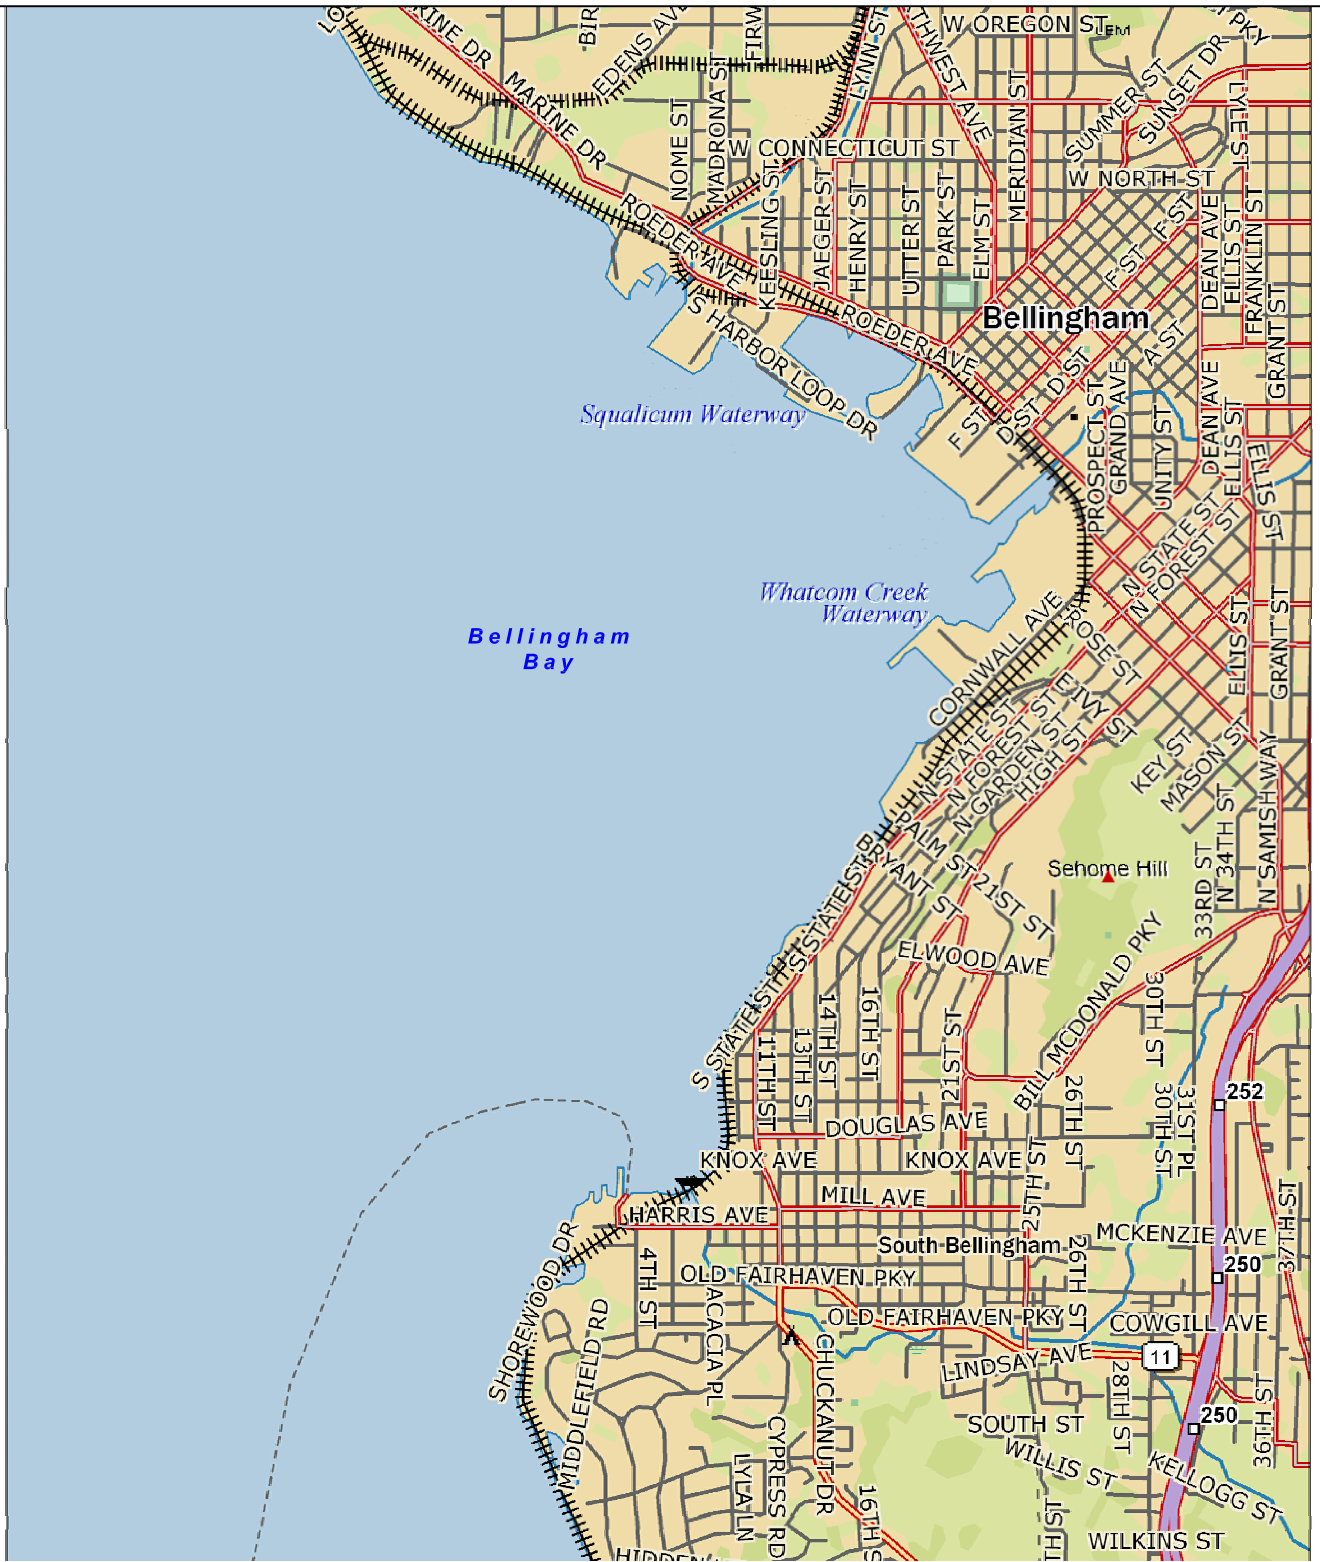 MARINE DR
EDENS AVE
W OREGON ST
LYNN ST
MARINE DR
NOME ST
MADRONA ST
W CONNECTICUT ST
MERIDIAN ST
SUMMER ST
SUNSET DR
LYLE ST
W NORTH ST
ROEDER AVE
KEESLING ST
JAEGER ST
HENRY ST
UTTER ST
PARK ST
ELM ST
F ST
F ST
DEAN AVE
ELLIS ST
FRANKLIN ST
GRANT ST
Bellingham
S HARBOR LOOP DR
ROEDER AVE
A ST
D ST
Squalicum Waterway
F ST
D ST
PROSPECT ST
GRAND AVE
UNITY ST
DEAN AVE
ELLIS ST
ELLIS ST
N STATE ST
N FOREST ST
Whatcom Creek
Waterway
Bellingham
Bay
CORNWALL AVE
ROSE ST
ELLIS ST
GRANT ST
E IVY ST
N STATE ST
N FOREST ST
N GARDEN ST
HIGH ST
KEY ST
MASON ST
N SAMISH WAY
N 34TH ST
33RD ST
Sehome Hill
BRYANT ST
PALM ST
21ST ST
S STATE ST
ELWOOD AVE
BILL MCDONALD PKY
30TH ST
S STATE ST
11TH ST
13TH ST
14TH ST
16TH ST
21ST ST
26TH ST
30TH ST
31ST PL
252
DOUGLAS AVE
KNOX AVE
KNOX AVE
25TH ST
MILL AVE
HARRIS AVE
MCKENZIE AVE
37TH ST
South Bellingham
26TH ST
250
SHOREWOOD DR
4TH ST
OLD FAIRHAVEN PKY
ACACIA PL
OLD FAIRHAVEN PKY
COWGILL AVE
MIDDLEFIELD RD
CHUCKANUT DR
LINDSAY AVE
11
28TH ST
36TH ST
250
SOUTH ST
WILLIS ST
KELLOGG ST
CYPRESS RD
LYLA LN
WILKINS ST